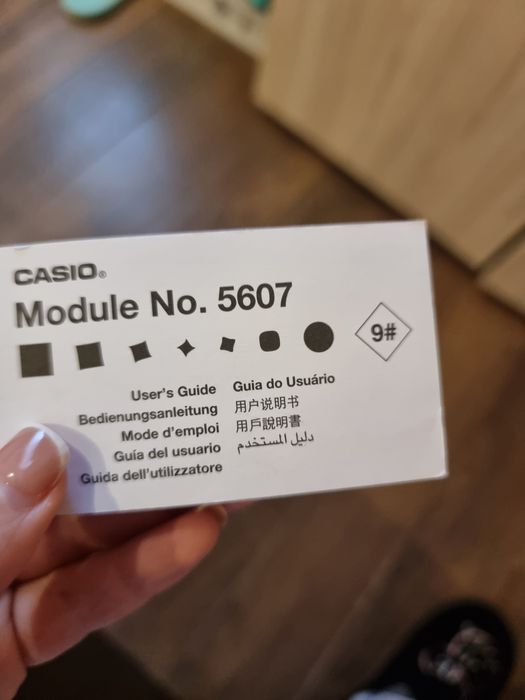 CASIO®
Module No. 5607
9#
User's Guide
Bedienungsanleitung
Mode d'emploi
Guía del usuario
Guida dell'utilizzatore
Guia do Usuário
用户说明书
用戶說明書
دليل المستخدم